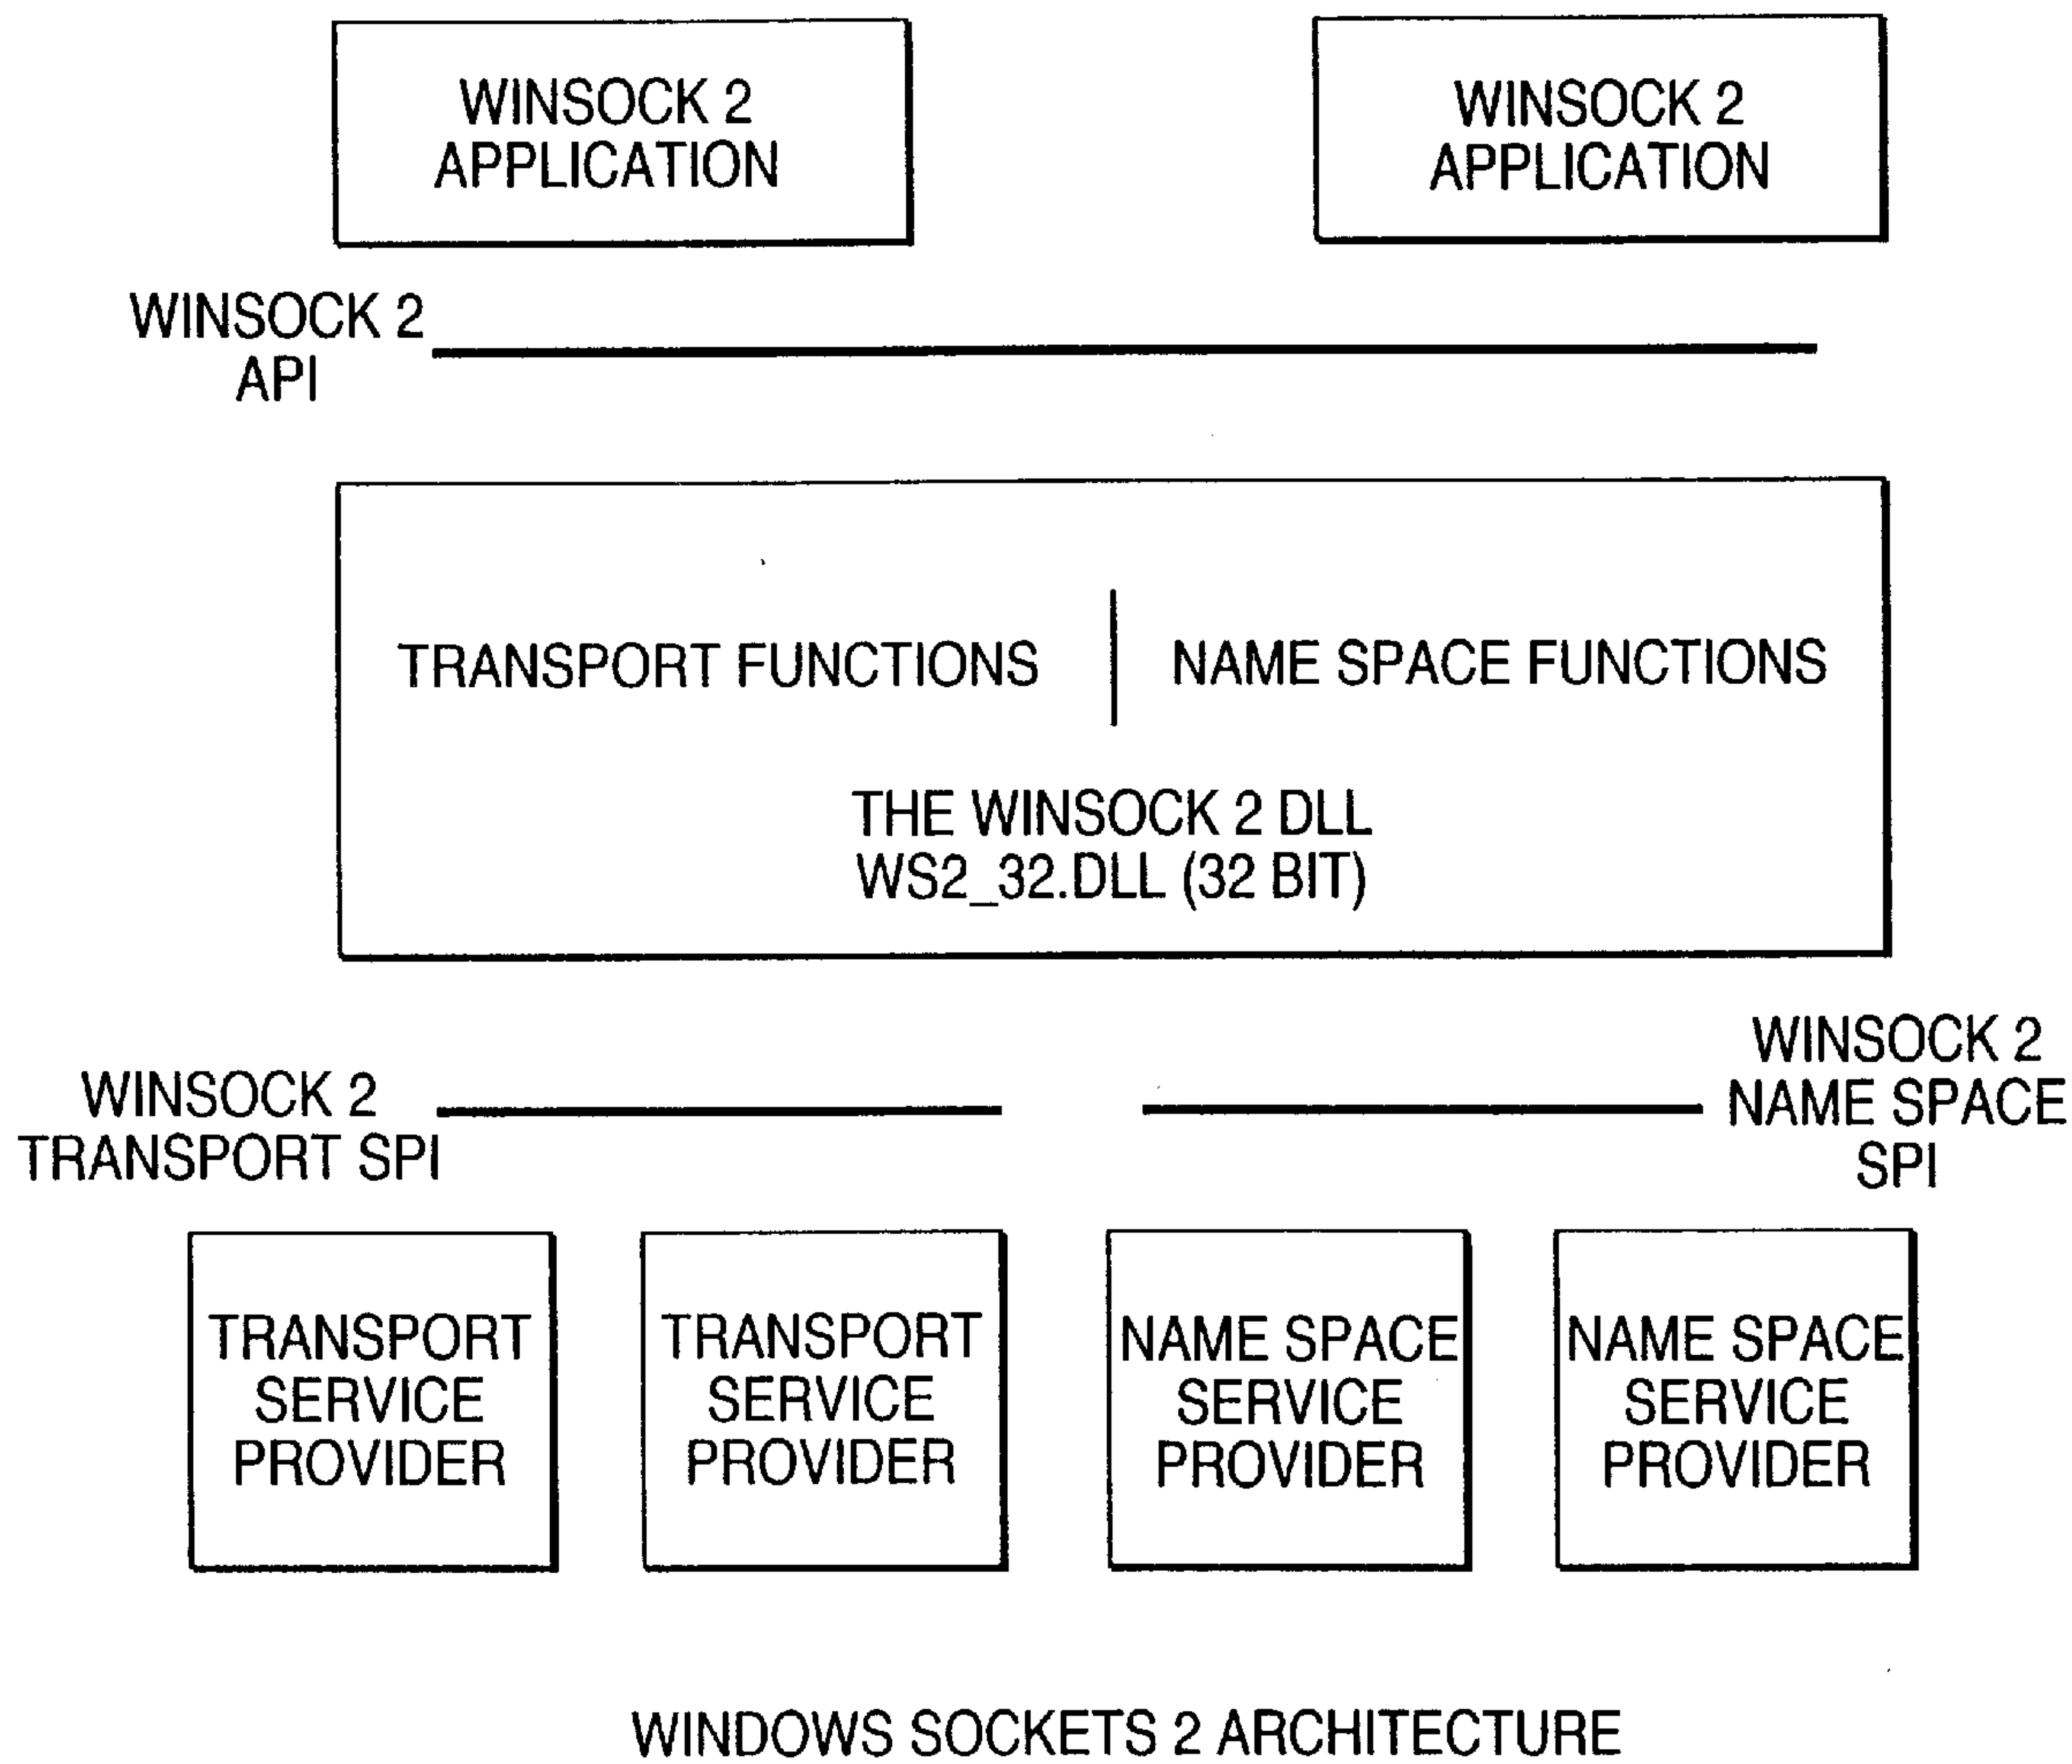 WINSOCK 2
APPLICATION
WINSOCK 2
APPLICATION
WINSOCK 2
API
TRANSPORT FUNCTIONS
NAME SPACE FUNCTIONS
THE WINSOCK 2 DLL
WS2_32.DLL (32 BIT)
WINSOCK 2
TRANSPORT SPI
WINSOCK 2
NAME SPACE
SPI
TRANSPORT
SERVICE
PROVIDER
TRANSPORT
SERVICE
PROVIDER
NAME SPACE
SERVICE
PROVIDER
NAME SPACE
SERVICE
PROVIDER
WINDOWS SOCKETS 2 ARCHITECTURE